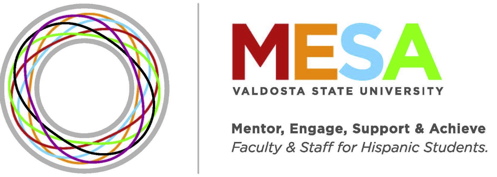 MESA
VALDOSTA STATE UNIVERSITY
Mentor, Engage, Support & Achieve
Faculty & Staff for Hispanic Students.